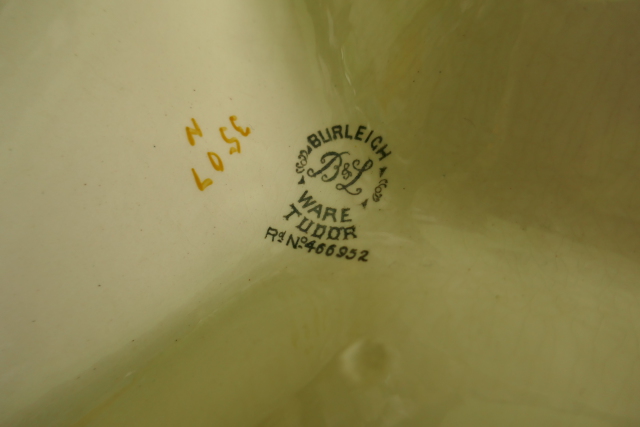 BURLEIGH
B&L
WARE
TUDOR
Rd No 466952